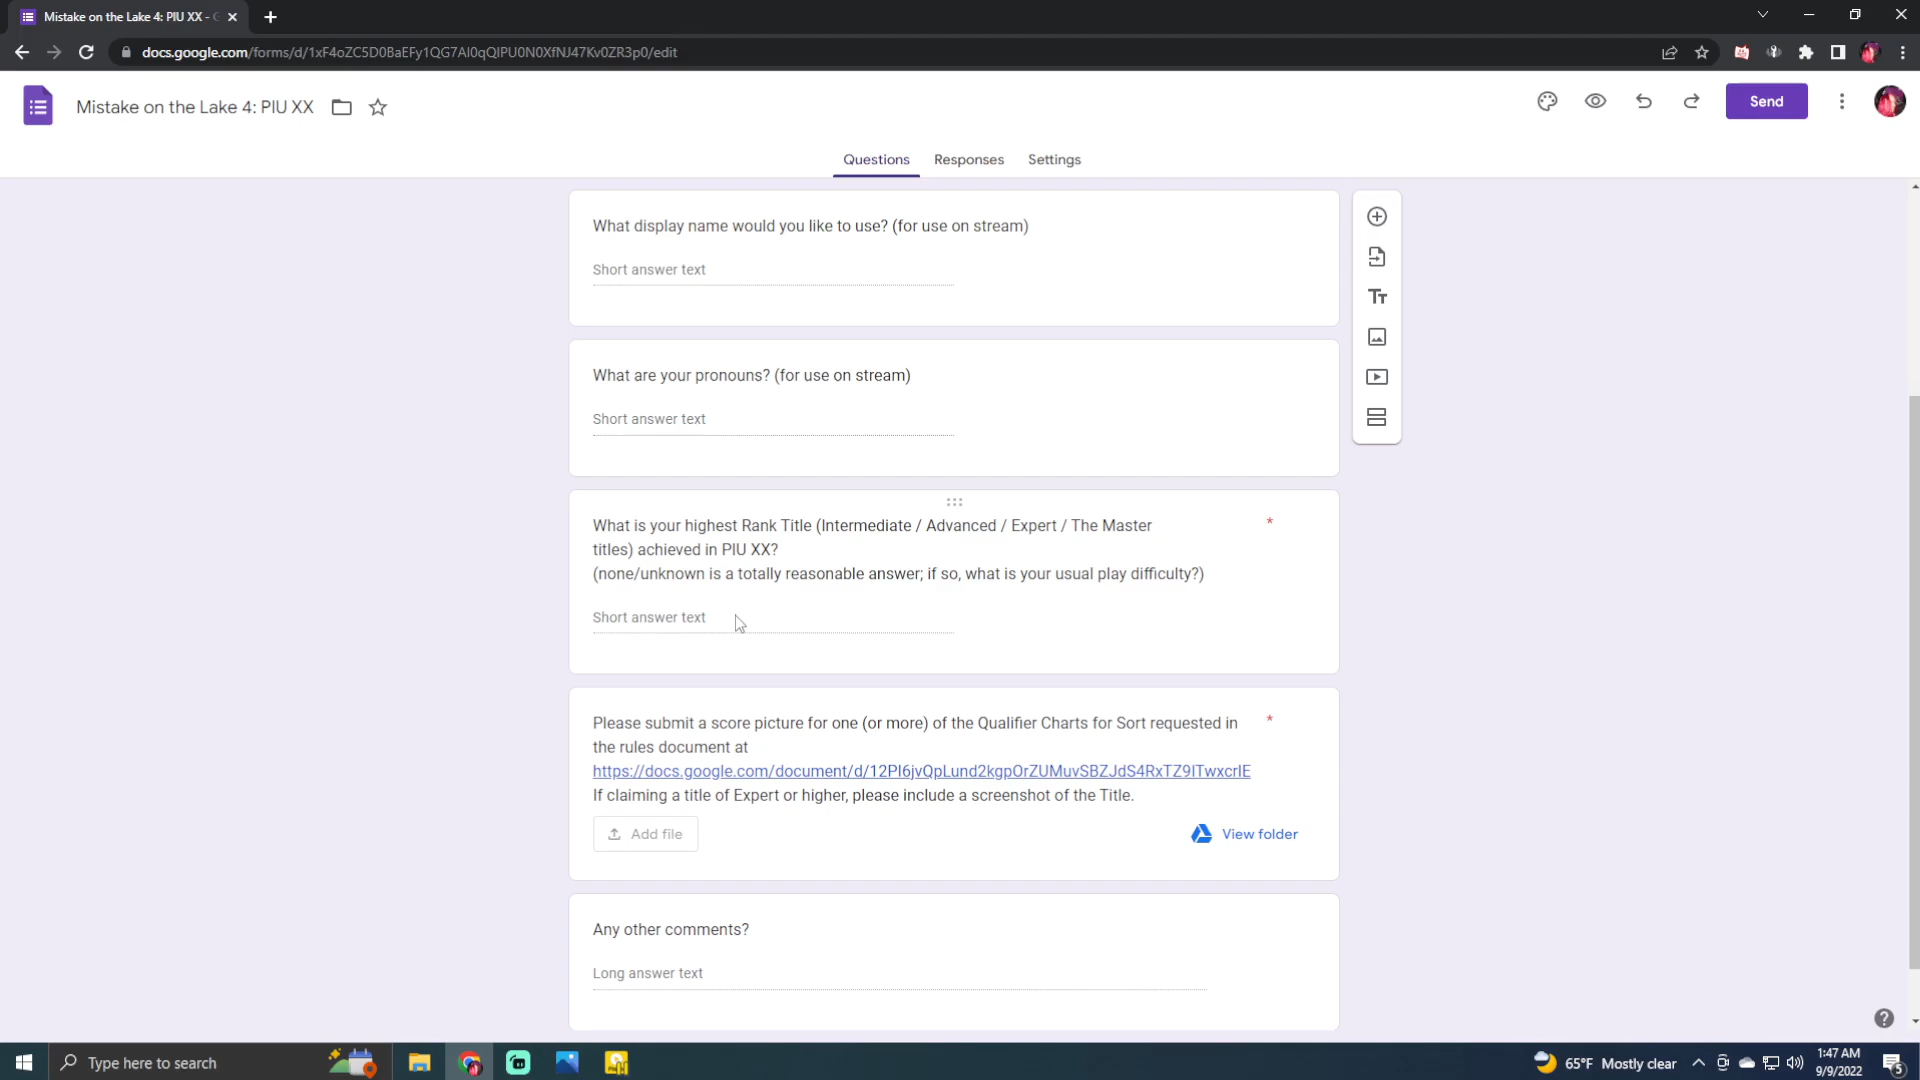 Mistake on the Lake 4: PIU XX -
docs.google.com/forms/d/1xF4oZC5D0BaEFy1QG7AI0qQIPU0N0XfNJ47Kv0ZR3p0/edit
Mistake on the Lake 4: PIU XX
Send
Questions Responses Settings
What display name would you like to use? (for use on stream)
Short answer text
What are your pronouns? (for use on stream)
Short answer text
What is your highest Rank Title (Intermediate / Advanced / Expert / The Master *
titles) achieved in PIU XX?
(none/unknown is a totally reasonable answer; if so, what is your usual play difficulty?)
Short answer text
Please submit a score picture for one (or more) of the Qualifier Charts for Sort requested in *
the rules document at
https://docs.google.com/document/d/12PI6jvQpLund2kgpOrZUMuvSBZJdS4RxTZ9ITwxcrIE
If claiming a title of Expert or higher, please include a screenshot of the Title.
Add file
View folder
Any other comments?
Long answer text
Type here to search
65°F Mostly clear
1:47 AM
9/9/2022
5